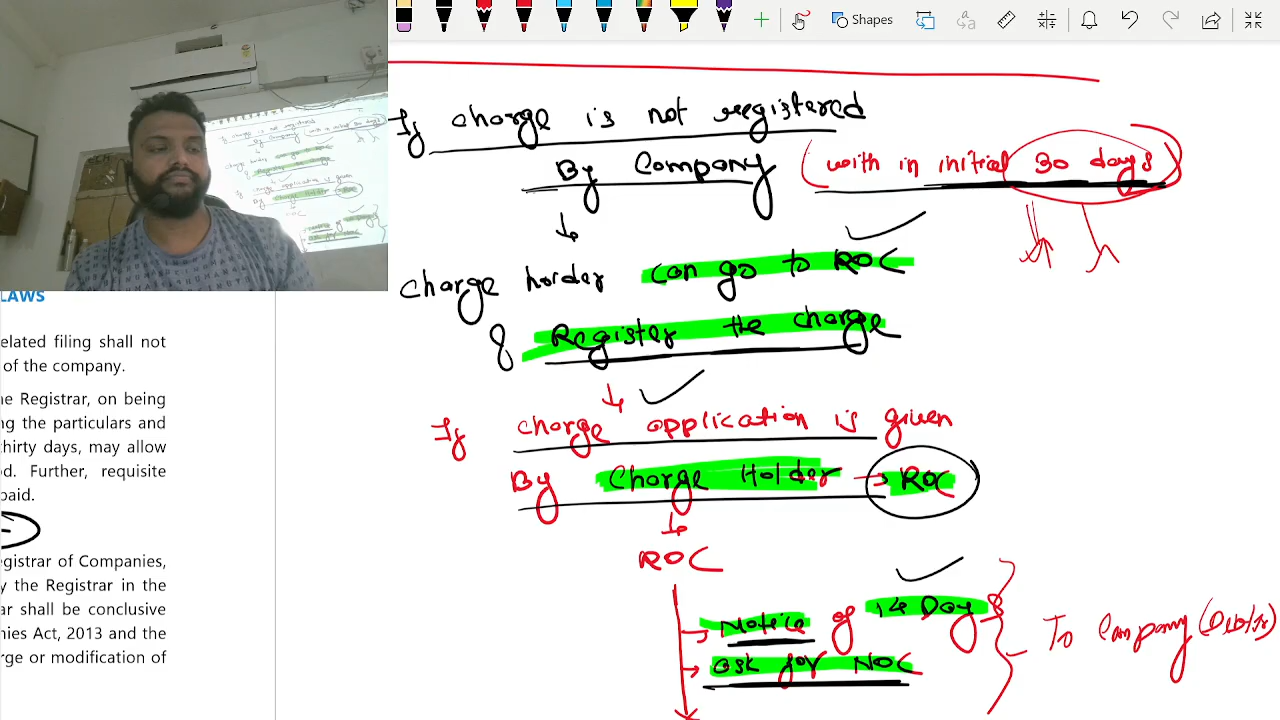 Shapes
If charge is not registered
By Company (with in initial 30 days)
charge holder can go to ROC
& Register the charge
If charge application is given
By Charge Holder → ROC
ROC
Notice of 14 Days
ask for NOC
To Company (Debtor)
LAWS
elated filing shall not
of the company.
e Registrar, on being
ng the particulars and
thirty days, may allow
d. Further, requisite
paid.
egistrar of Companies,
y the Registrar in the
ar shall be conclusive
nies Act, 2013 and the
rge or modification of